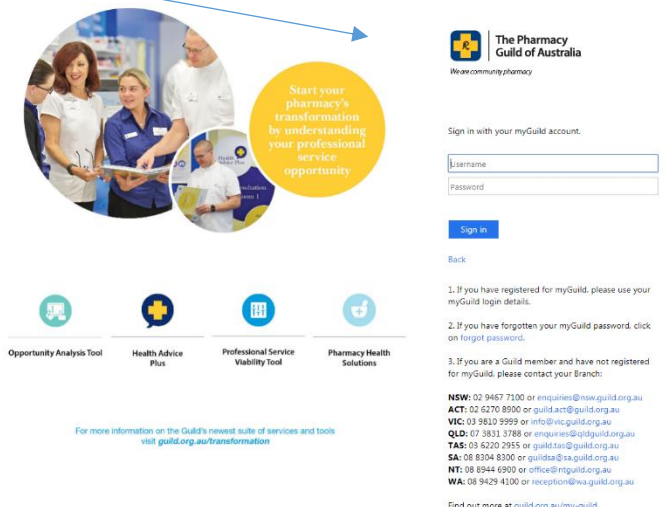 Start your
pharmacy's
transformation
by understanding
your professional
service
opportunity
Health
Advice Plus
Opportunity Analysis Tool
Health Advice
Plus
Professional Service
Viability Tool
Pharmacy Health
Solutions
For more information on the Guild's newest suite of services and tools
visit guild.org.au/transformation
The Pharmacy
Guild of Australia
We are community pharmacy
Sign in with your myGuild account.
Username
Password
Sign in
Back
1. If you have registered for myGuild, please use your
myGuild login details.
2. If you have forgotten your myGuild password, click
on forgot password.
3. If you are a Guild member and have not registered
for myGuild, please contact your Branch:
NSW: 02 9467 7100 or enquiries@nsw.guild.org.au
ACT: 02 6270 8900 or guild.act@guild.org.au
VIC: 03 9810 9999 or info@vic.guild.org.au
QLD: 07 3831 3788 or enquiries@qldguild.org.au
TAS: 03 6220 2955 or guild.tas@guild.org.au
SA: 08 8304 8300 or guildsa@sa.guild.org.au
NT: 08 8944 6900 or office@ntguild.org.au
WA: 08 9429 4100 or reception@wa.guild.org.au
Find out more at guild.org.au/my-guild